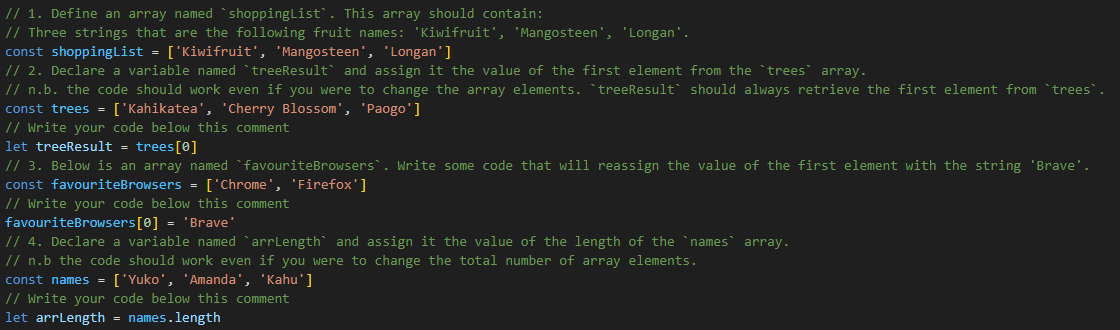 // 1. Define an array named `shoppingList`. This array should contain:
// Three strings that are the following fruit names: 'Kiwifruit', 'Mangosteen', 'Longan'.
const shoppingList = ['Kiwifruit', 'Mangosteen', 'Longan']
// 2. Declare a variable named `treeResult` and assign it the value of the first element from the `trees` array.
// n.b. the code should work even if you were to change the array elements. `treeResult` should always retrieve the first element from `trees`.
const trees = ['Kahikatea', 'Cherry Blossom', 'Paogo']
// Write your code below this comment
let treeResult = trees[0]
// 3. Below is an array named `favouriteBrowsers`. Write some code that will reassign the value of the first element with the string 'Brave'.
const favouriteBrowsers = ['Chrome', 'Firefox']
// Write your code below this comment
favouriteBrowsers[0] = 'Brave'
// 4. Declare a variable named `arrLength` and assign it the value of the length of the `names` array.
// n.b the code should work even if you were to change the total number of array elements.
const names = ['Yuko', 'Amanda', 'Kahu']
// Write your code below this comment
let arrLength = names.length